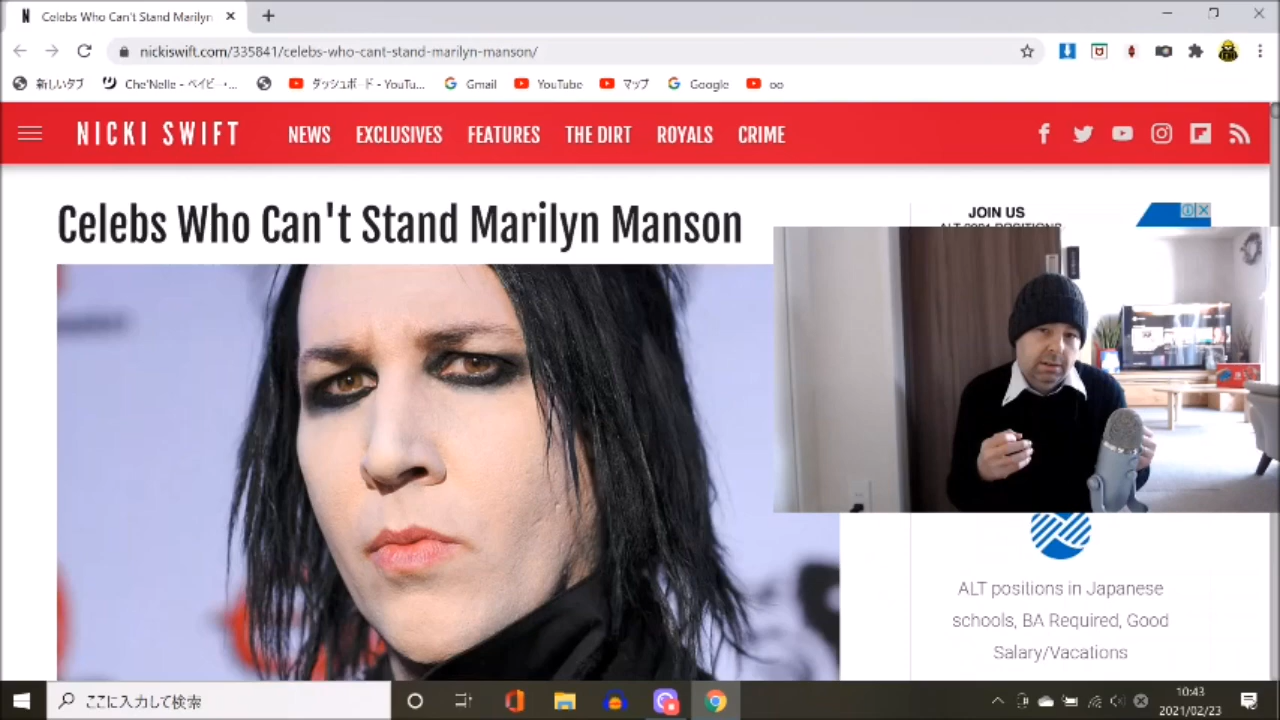 Celebs Who Can't Stand Marilyn
nickiswift.com/335841/celebs-who-cant-stand-marilyn-manson/
新しいタブ
Che'Nelle - ベイビー・...
ダッシュボード - YouTu...
Gmail
YouTube
マップ
Google
oo
NICKI SWIFT
NEWS
EXCLUSIVES
FEATURES
THE DIRT
ROYALS
CRIME
Celebs Who Can't Stand Marilyn Manson
JOIN US
ALT positions in Japanese
schools, BA Required, Good
Salary/Vacations
ここに入力して検索
10:43
2021/02/23